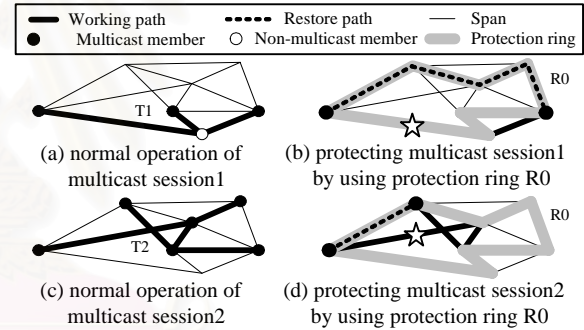 Working path Restore path Span
Multicast member Non-multicast member Protection ring
T1
R0
(a) normal operation of multicast session1
(b) protecting multicast session1 by using protection ring R0
T2
R0
(c) normal operation of multicast session2
(d) protecting multicast session2 by using protection ring R0